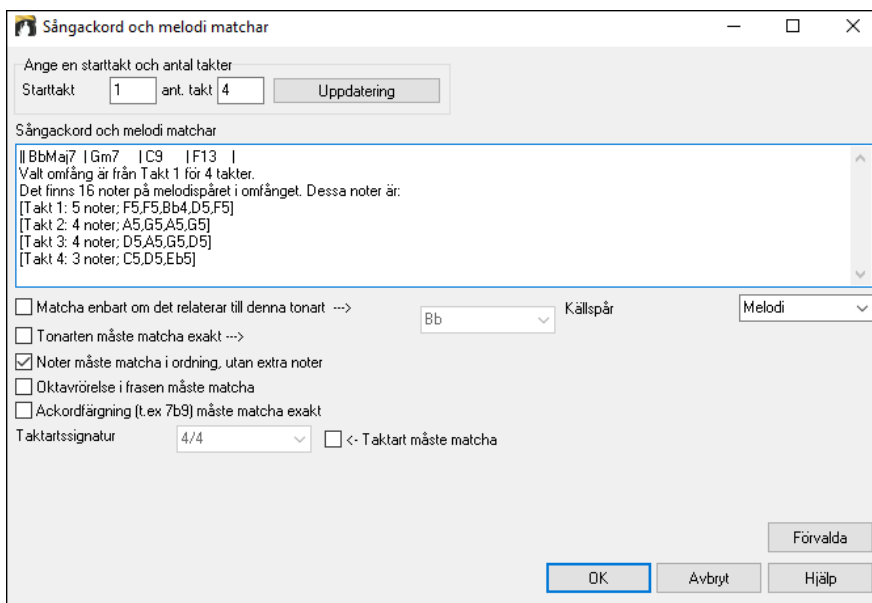 Sångackord och melodi matchar
Ange en starttakt och antal takter
Starttakt 1 ant. takt 4 Uppdatering
Sångackord och melodi matchar
|| BbMaj7 | Gm7 | C9 | F13 |
Valt omfång är från Takt 1 för 4 takter.
Det finns 16 noter på melodispåret i omfånget. Dessa noter är:
[Takt 1: 5 noter; F5,F5,Bb4,D5,F5]
[Takt 2: 4 noter; A5,G5,A5,G5]
[Takt 3: 4 noter; D5,A5,G5,D5]
[Takt 4: 3 noter; C5,D5,Eb5]
Matcha enbart om det relaterar till denna tonart ---> Bb Källspår Melodi
Tonarten måste matcha exakt --->
Noter måste matcha i ordning, utan extra noter
Oktavrörelse i frasen måste matcha
Ackordfärgning (t.ex 7b9) måste matcha exakt
Taktartssignatur 4/4 <- Taktart måste matcha
Förvalda
OK Avbryt Hjälp